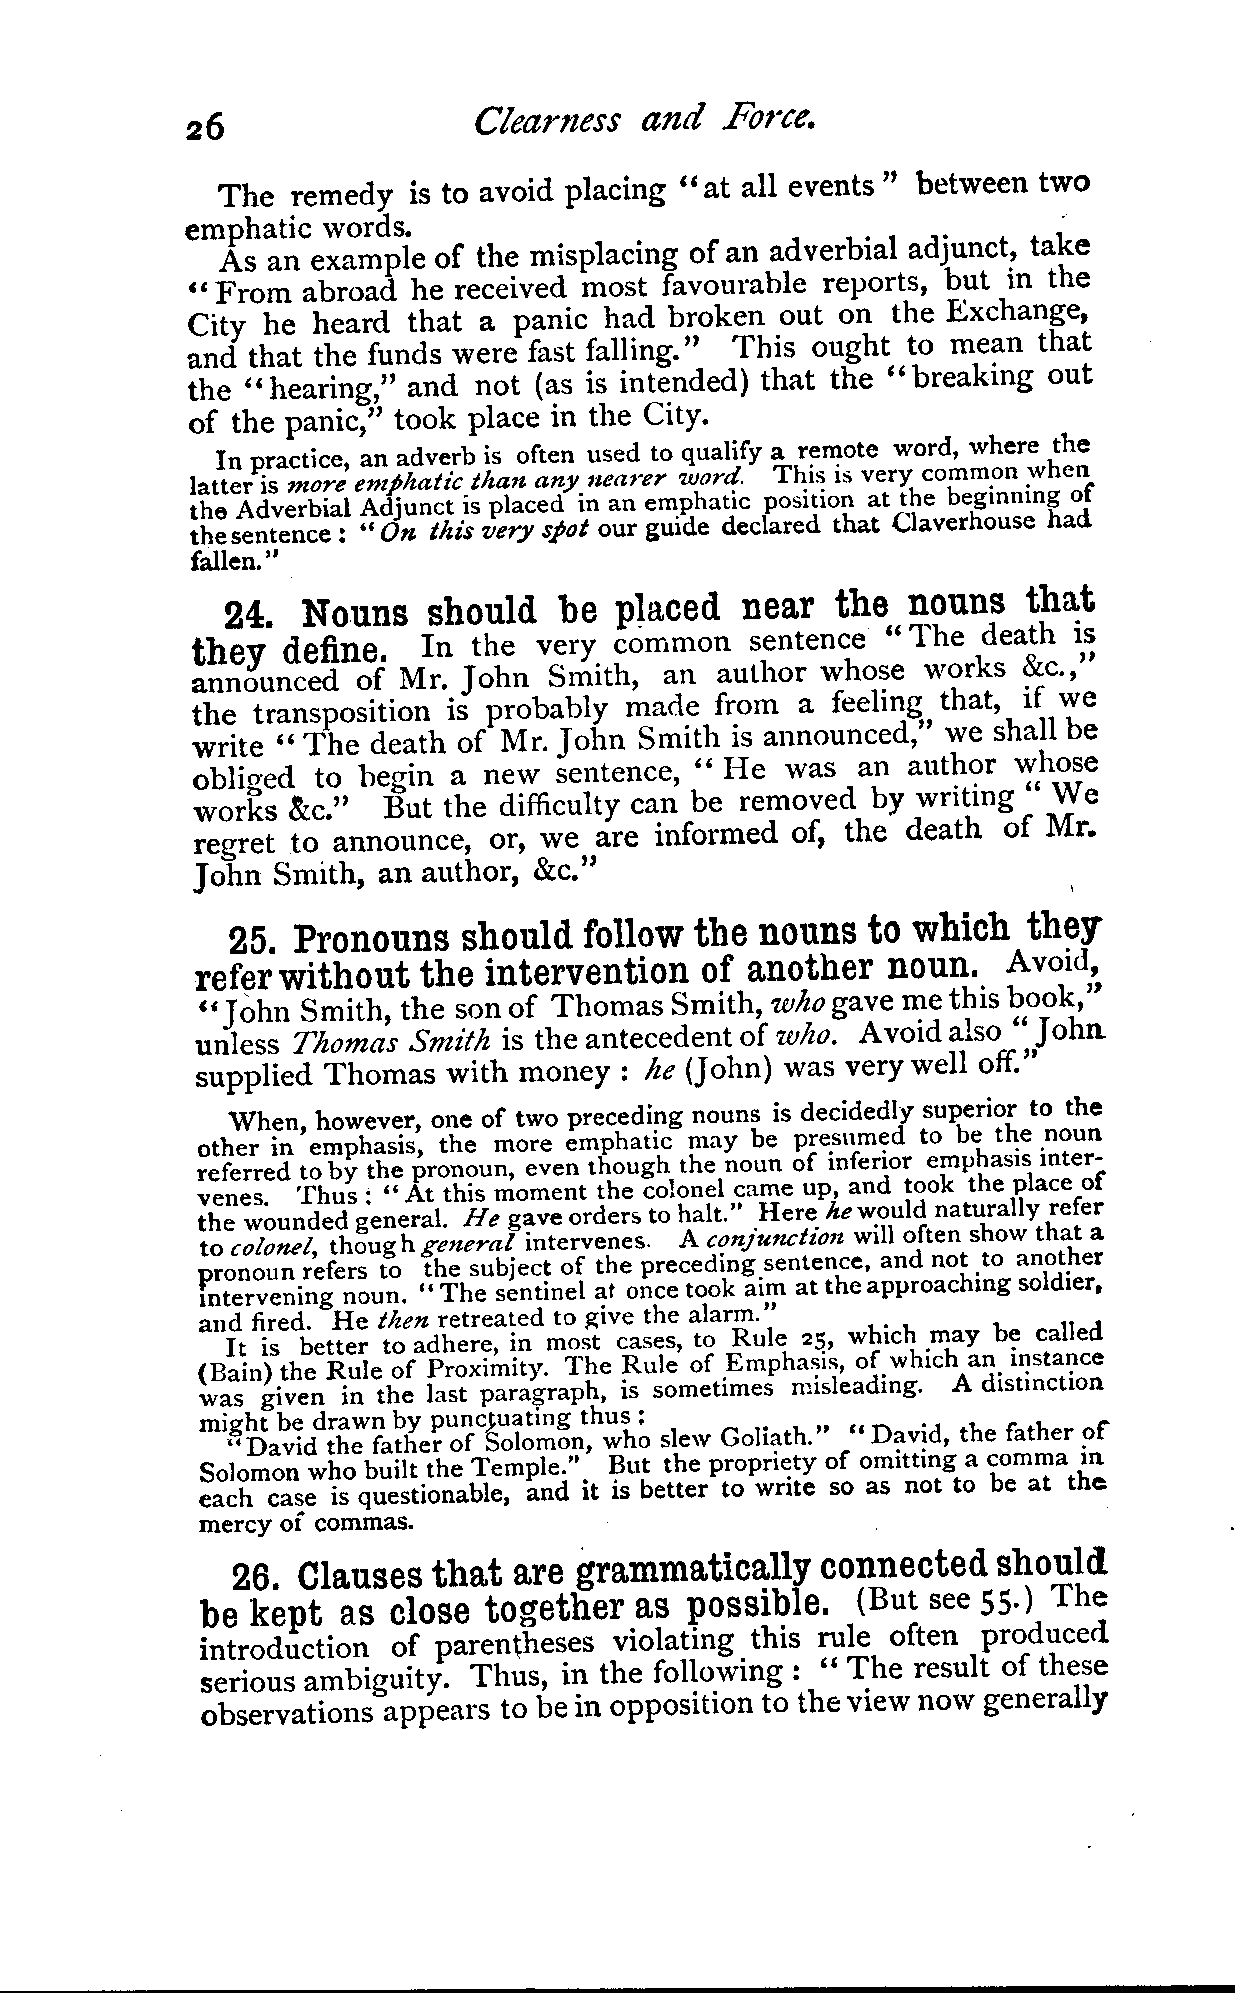 26 Clearness and Force.
The remedy is to avoid placing “at all events” between two
emphatic words.
As an example of the misplacing of an adverbial adjunct, take
“From abroad he received most favourable reports, but in the
City he heard that a panic had broken out on the Exchange,
and that the funds were fast falling.” This ought to mean that
the “hearing,” and not (as is intended) that the “breaking out
of the panic,” took place in the City.
In practice, an adverb is often used to qualify a remote word, where the
latter is more emphatic than any nearer word. This is very common when
the Adverbial Adjunct is placed in an emphatic position at the beginning of
the sentence: “On this very spot our guide declared that Claverhouse had
fallen.”
24. Nouns should be placed near the nouns that
they define. In the very common sentence “The death is
announced of Mr. John Smith, an author whose works &c.,”
the transposition is probably made from a feeling that, if we
write “The death of Mr. John Smith is announced,” we shall be
obliged to begin a new sentence, “He was an author whose
works &c.” But the difficulty can be removed by writing “We
regret to announce, or, we are informed of, the death of Mr.
John Smith, an author, &c.”
25. Pronouns should follow the nouns to which they
refer without the intervention of another noun. Avoid,
“John Smith, the son of Thomas Smith, who gave me this book,”
unless Thomas Smith is the antecedent of who. Avoid also “John
supplied Thomas with money: he (John) was very well off.”
When, however, one of two preceding nouns is decidedly superior to the
other in emphasis, the more emphatic may be presumed to be the noun
referred to by the pronoun, even though the noun of inferior emphasis inter-
venes. Thus: “At this moment the colonel came up, and took the place of
the wounded general. He gave orders to halt.” Here he would naturally refer
to colonel, though general intervenes. A conjunction will often show that a
pronoun refers to the subject of the preceding sentence, and not to another
intervening noun. “The sentinel at once took aim at the approaching soldier,
and fired. He then retreated to give the alarm.”
It is better to adhere, in most cases, to Rule 25, which may be called
(Bain) the Rule of Proximity. The Rule of Emphasis, of which an instance
was given in the last paragraph, is sometimes misleading. A distinction
might be drawn by punctuating thus:
“David the father of Solomon, who slew Goliath.” “David, the father of
Solomon who built the Temple.” But the propriety of omitting a comma in
each case is questionable, and it is better to write so as not to be at the
mercy of commas.
26. Clauses that are grammatically connected should
be kept as close together as possible. (But see 55.) The
introduction of parentheses violating this rule often produced
serious ambiguity. Thus, in the following: “The result of these
observations appears to be in opposition to the view now generally